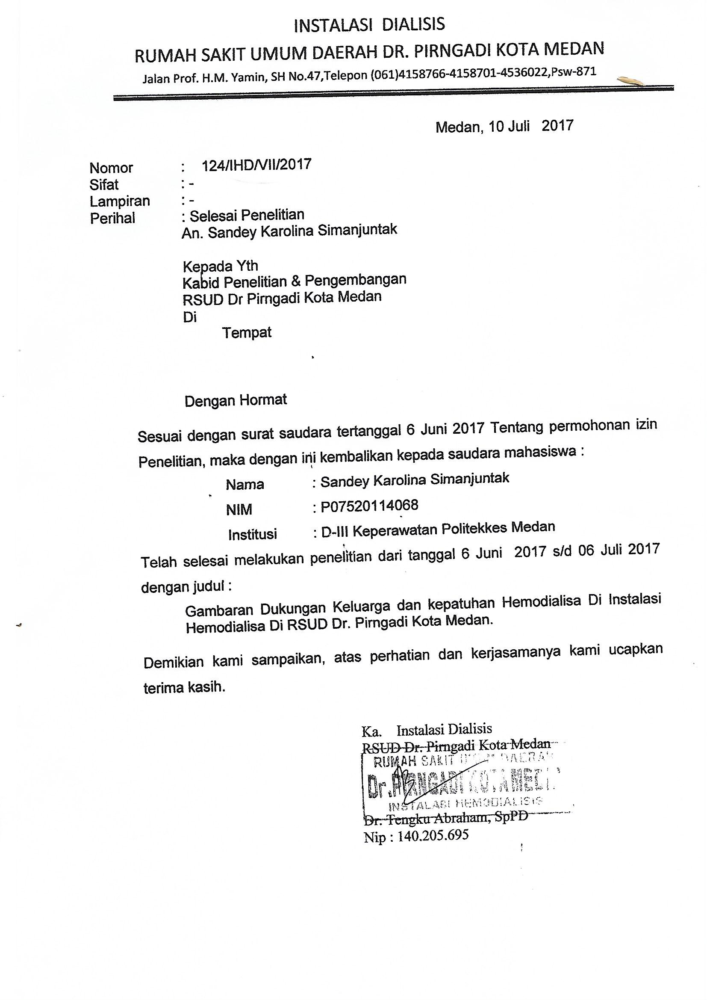 INSTALASI DIALISIS
RUMAH SAKIT UMUM DAERAH DR. PIRNGADI KOTA MEDAN
Jalan Prof. H.M. Yamin, SH No.47,Telepon (061)4158766-4158701-4536022,Psw-871
Medan, 10 Juli 2017
Nomor : 124/IHD/VII/2017
Sifat : -
Lampiran : -
Perihal : Selesai Penelitian
An. Sandey Karolina Simanjuntak
Kepada Yth
Kabid Penelitian & Pengembangan
RSUD Dr Pirngadi Kota Medan
Di
Tempat
Dengan Hormat
Sesuai dengan surat saudara tertanggal 6 Juni 2017 Tentang permohonan izin
Penelitian, maka dengan ini kembalikan kepada saudara mahasiswa :
Nama : Sandey Karolina Simanjuntak
NIM : P07520114068
Institusi : D-III Keperawatan Politekkes Medan
Telah selesai melakukan penelitian dari tanggal 6 Juni 2017 s/d 06 Juli 2017
dengan judul :
Gambaran Dukungan Keluarga dan kepatuhan Hemodialisa Di Instalasi
Hemodialisa Di RSUD Dr. Pirngadi Kota Medan.
Demikian kami sampaikan, atas perhatian dan kerjasamanya kami ucapkan
terima kasih.
Ka. Instalasi Dialisis
RSUD Dr. Pirngadi Kota Medan
RUMAH SAKIT UMUM DAERAH
Dr. PIRNGADI KOTA MEDAN
INSTALASI HEMODIALISIS
Dr. Tengku Abraham, SpPD
Nip : 140.205.695